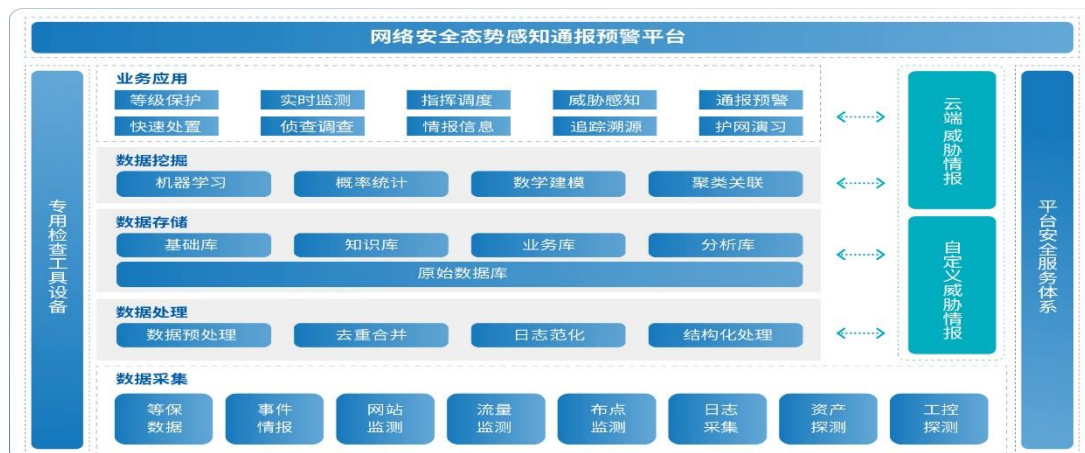 网络安全态势感知通报预警平台
专用检查工具设备
业务应用
等级保护 实时监测 指挥调度 威胁感知 通报预警
快速处置 侦查调查 情报信息 追踪溯源 护网演习
数据挖掘
机器学习 概率统计 数学建模 聚类关联
数据存储
基础库 知识库 业务库 分析库
原始数据库
数据处理
数据预处理 去重合并 日志范化 结构化处理
数据采集
等保 事件 网站 流量 布点 日志 资产 工控
数据 情报 监测 监测 监测 采集 探测 探测
云端 威胁情报
自定义威胁情报
平台安全服务体系